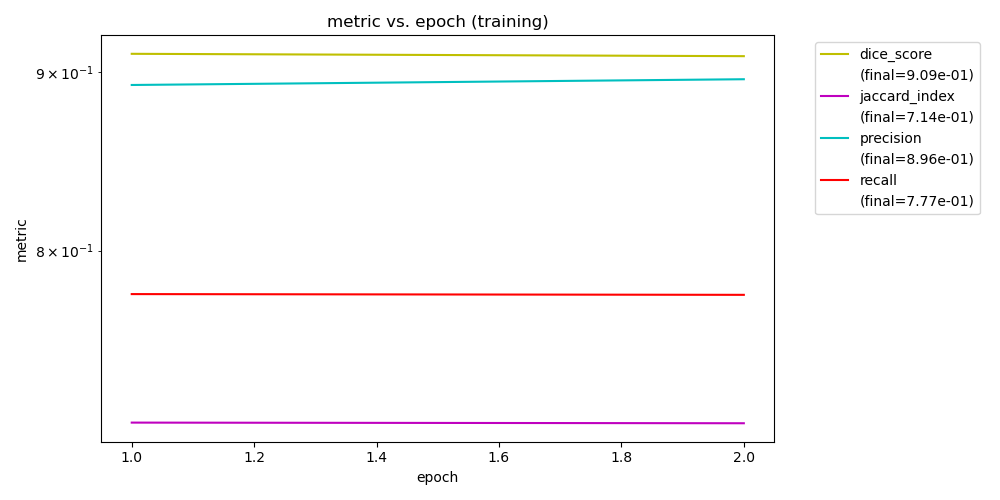 metric vs. epoch (training)
metric
9 × 10⁻¹
8 × 10⁻¹
1.0 1.2 1.4 1.6 1.8 2.0
epoch
dice_score
(final=9.09e-01)
jaccard_index
(final=7.14e-01)
precision
(final=8.96e-01)
recall
(final=7.77e-01)